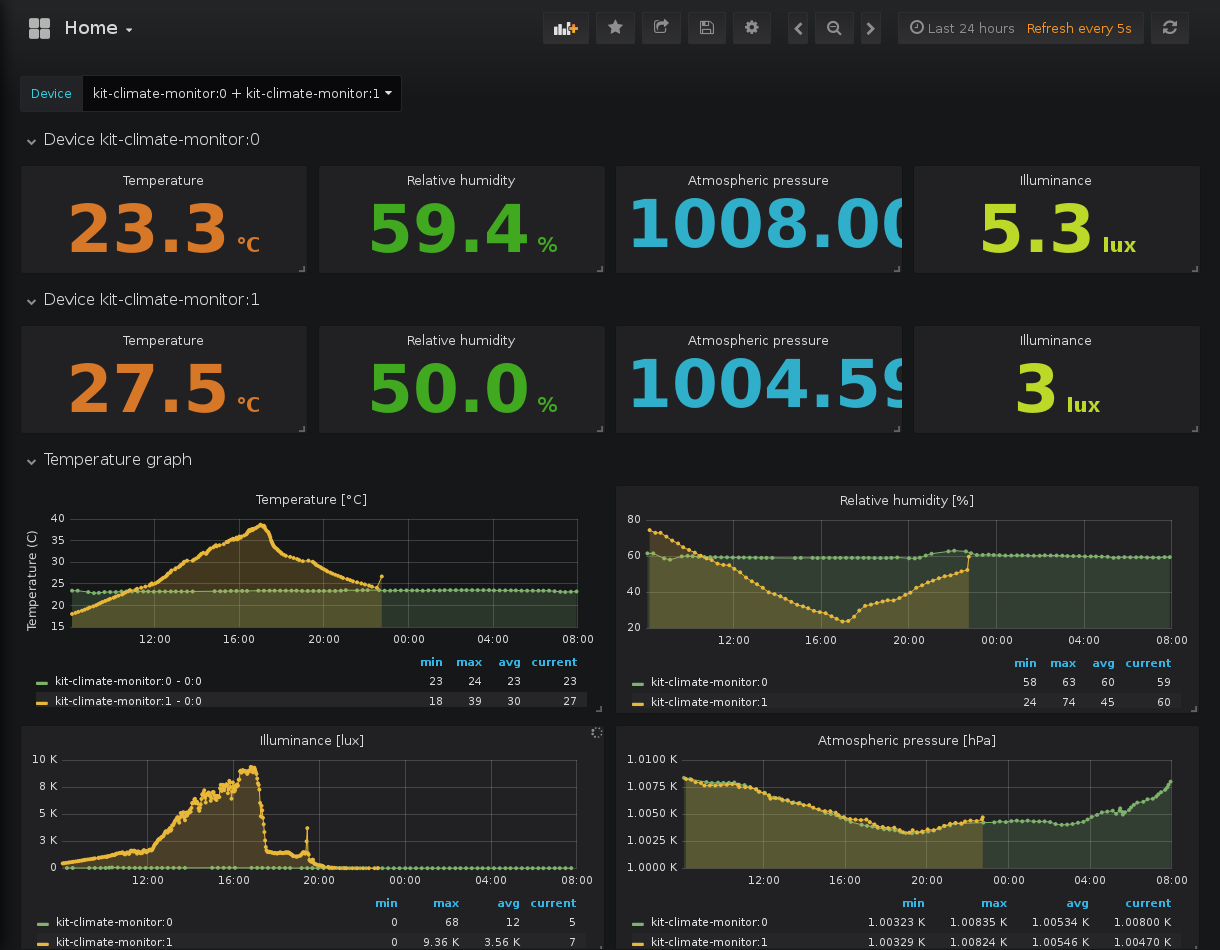 Home
Last 24 hours Refresh every 5s
Device kit-climate-monitor:0 + kit-climate-monitor:1
Device kit-climate-monitor:0
Temperature Relative humidity Atmospheric pressure Illuminance
23.3 °C 59.4 % 1008.00 5.3 lux
Device kit-climate-monitor:1
Temperature Relative humidity Atmospheric pressure Illuminance
27.5 °C 50.0 % 1004.59 3 lux
Temperature graph
Temperature [°C]
Temperature (C)
40
35
30
25
20
15
12:00 16:00 20:00 00:00 04:00 08:00
min max avg current
kit-climate-monitor:0 - 0:0 23 24 23 23
kit-climate-monitor:1 - 0:0 18 39 30 27
Relative humidity [%]
80
60
40
20
12:00 16:00 20:00 00:00 04:00 08:00
min max avg current
kit-climate-monitor:0 58 63 60 59
kit-climate-monitor:1 24 74 45 60
Illuminance [lux]
10 K
8 K
5 K
3 K
0
12:00 16:00 20:00 00:00 04:00 08:00
min max avg current
kit-climate-monitor:0 0 68 12 5
kit-climate-monitor:1 0 9.36 K 3.56 K 7
Atmospheric pressure [hPa]
1.0100 K
1.0075 K
1.0050 K
1.0025 K
1.0000 K
12:00 16:00 20:00 00:00 04:00 08:00
min max avg current
kit-climate-monitor:0 1.00323 K 1.00835 K 1.00534 K 1.00800 K
kit-climate-monitor:1 1.00329 K 1.00824 K 1.00546 K 1.00470 K